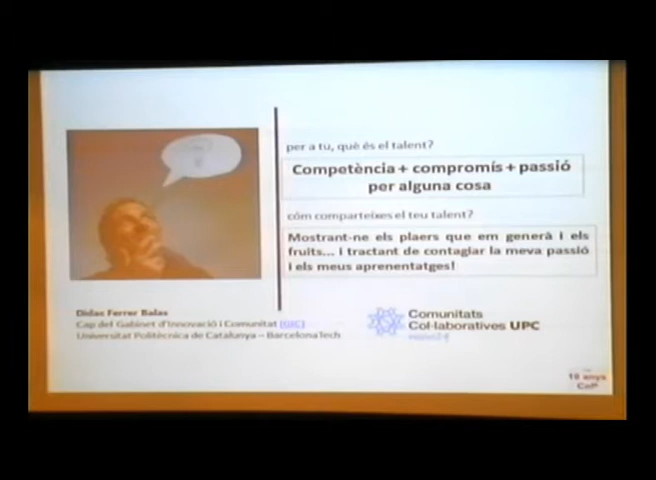 per a tu, què és el talent?
Competència + compromís + passió
per alguna cosa
cóm comparteixes el teu talent?
Mostrant-ne els plaers que em generà i els
fruits... i tractant de contagiar la meva passió
i els meus aprenentatges!
Didac Ferrer Balas
Cap del Gabinet d'Innovació i Comunitat (GIC)
Universitat Politècnica de Catalunya – BarcelonaTech
Comunitats
Col·laboratives UPC
10 anys